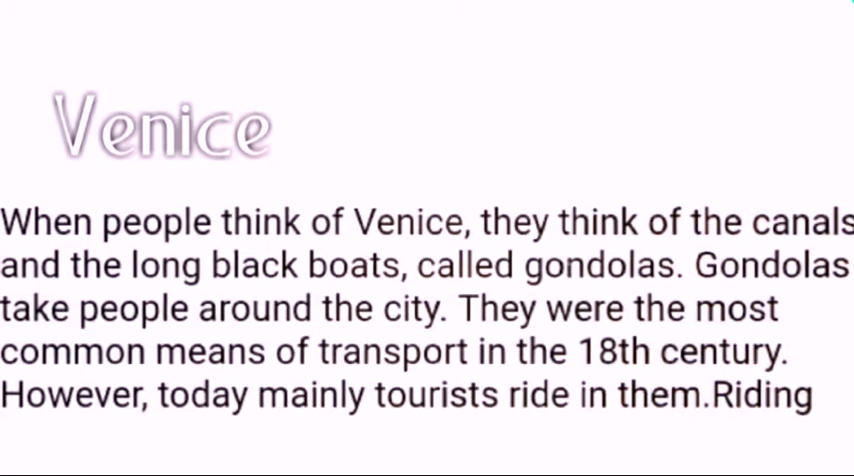 Venice
When people think of Venice, they think of the canals
and the long black boats, called gondolas. Gondolas
take people around the city. They were the most
common means of transport in the 18th century.
However, today mainly tourists ride in them.Riding